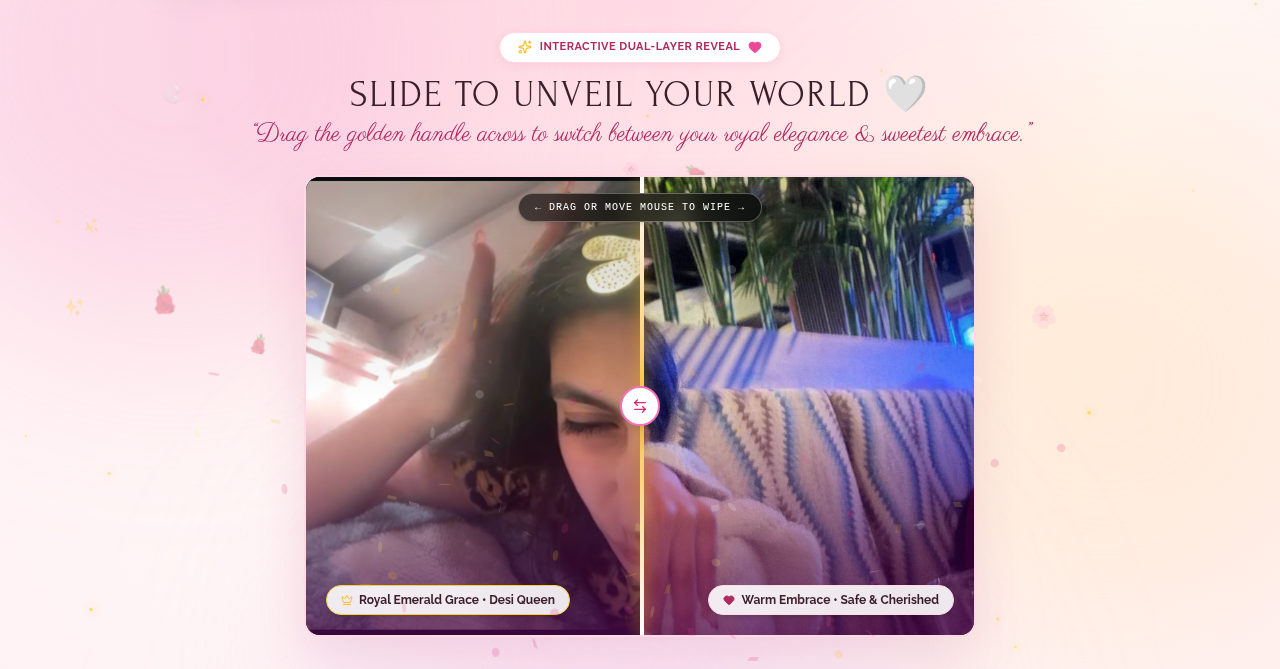 INTERACTIVE DUAL-LAYER REVEAL
SLIDE TO UNVEIL YOUR WORLD 🤍
“Drag the golden handle across to switch between your royal elegance & sweetest embrace.”
← DRAG OR MOVE MOUSE TO WIPE →
Royal Emerald Grace • Desi Queen
Warm Embrace • Safe & Cherished